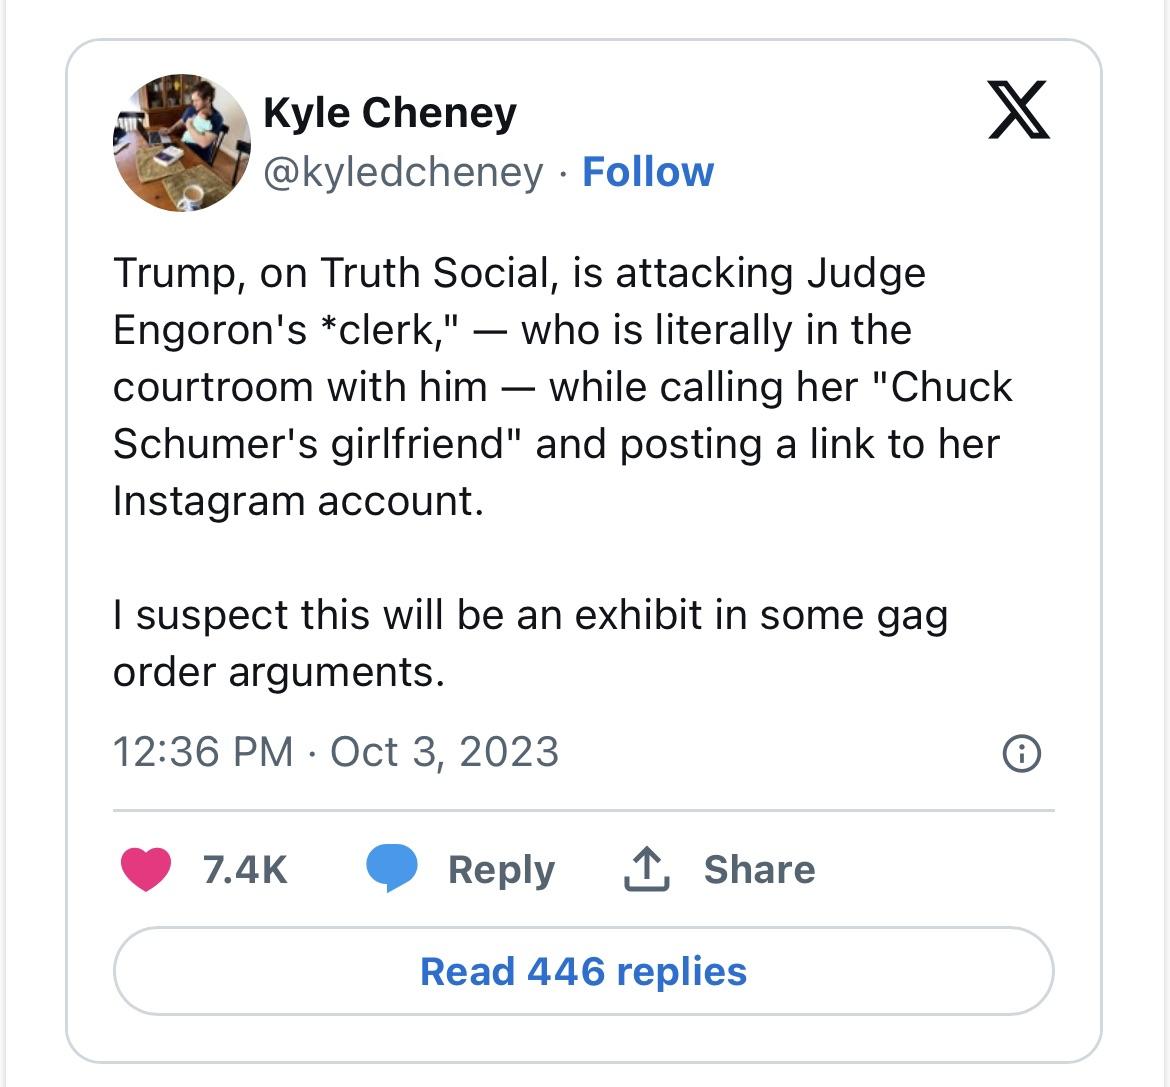 Kyle Cheney
@kyledcheney · Follow
Trump, on Truth Social, is attacking Judge
Engoron's *clerk," — who is literally in the
courtroom with him — while calling her "Chuck
Schumer's girlfriend" and posting a link to her
Instagram account.
I suspect this will be an exhibit in some gag
order arguments.
12:36 PM · Oct 3, 2023
7.4K Reply Share
Read 446 replies